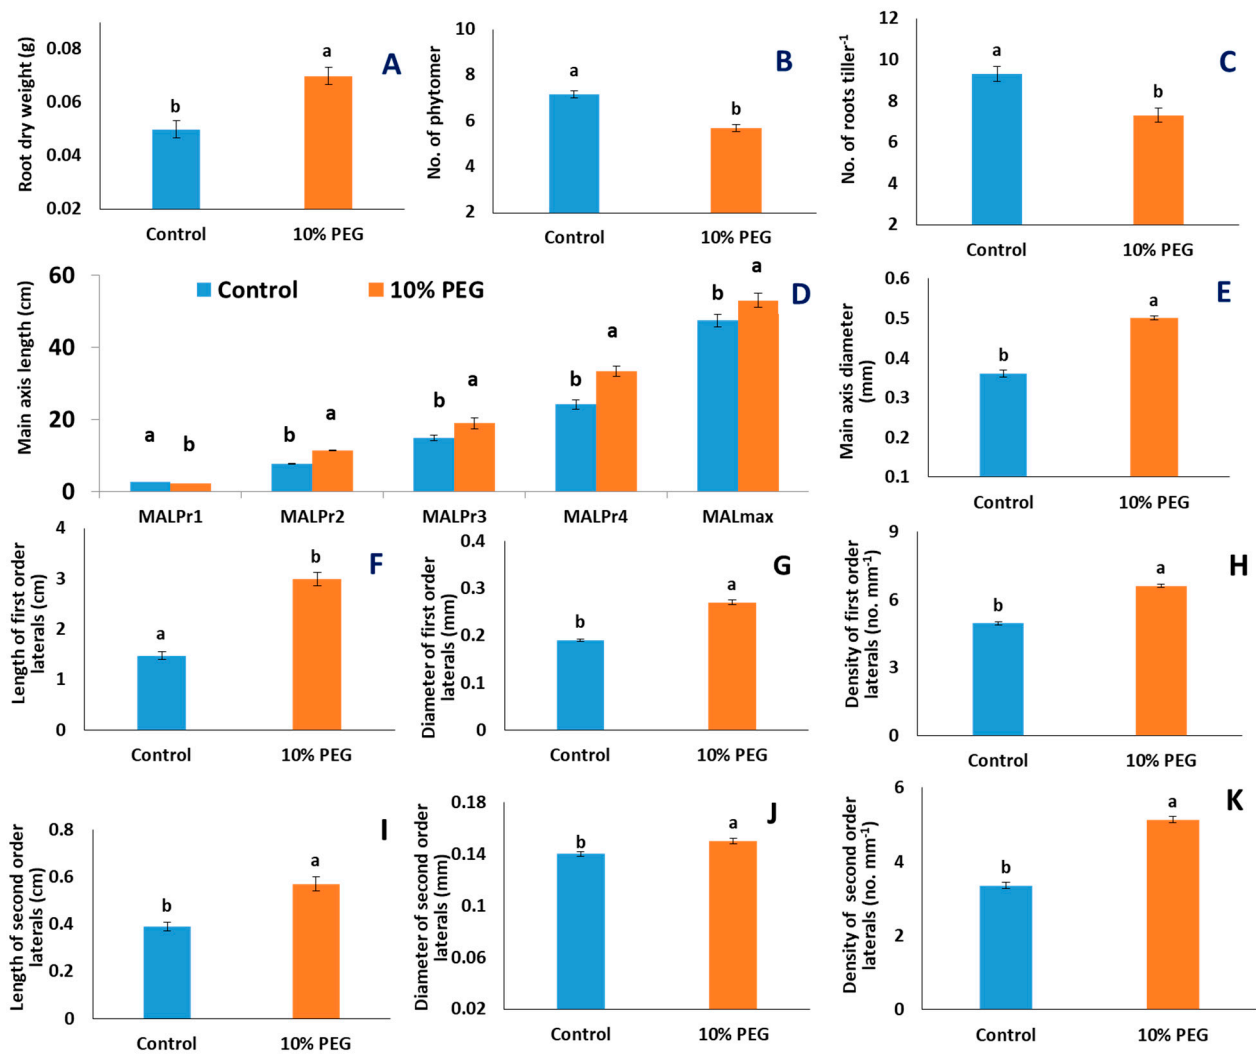 Root dry weight (g)
0.08
0.06
0.04
0.02
b
a
A
Control
10% PEG
No. of phytomer
10
8
6
4
2
a
b
B
Control
10% PEG
No. of roots tiller-1
12
10
8
6
4
2
a
b
C
Control
10% PEG
Main axis length (cm)
60
40
20
0
Control
10% PEG
D
a
b
b
a
b
a
b
a
b
a
MALPr1
MALPr2
MALPr3
MALPr4
MALmax
Main axis diameter
(mm)
0.6
0.5
0.4
0.3
0.2
0.1
b
a
E
Control
10% PEG
Length of first order
laterals (cm)
4
3
2
1
0
a
b
F
Control
10% PEG
Diameter of first order
laterals (mm)
0.4
0.3
0.2
0.1
0
b
a
G
Control
10% PEG
Density of first order
laterals (no. mm-1)
9
6
3
0
b
a
H
Control
10% PEG
Length of second order
laterals (cm)
0.8
0.6
0.4
0.2
0
b
a
I
Control
10% PEG
Diameter of second order
laterals (mm)
0.18
0.14
0.1
0.06
0.02
b
a
J
Control
10% PEG
Density of second order
laterals (no. mm-1)
6
4
2
0
b
a
K
Control
10% PEG